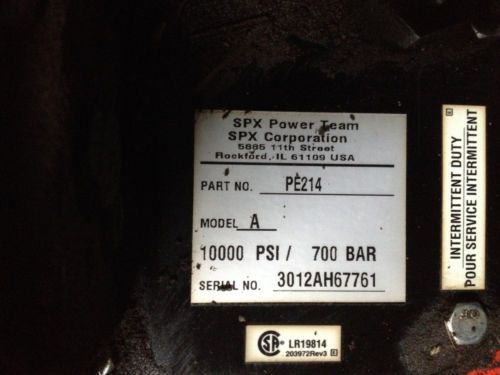 SPX Power Team
SPX Corporation
5885 11th Street
Rockford, IL 61109 USA
PART NO. PE214
MODEL A
10000 PSI / 700 BAR
SERIAL NO. 3012AH67761
INTERMITTENT DUTY
POUR SERVICE INTERMITTENT
LR19814
203972Rev3